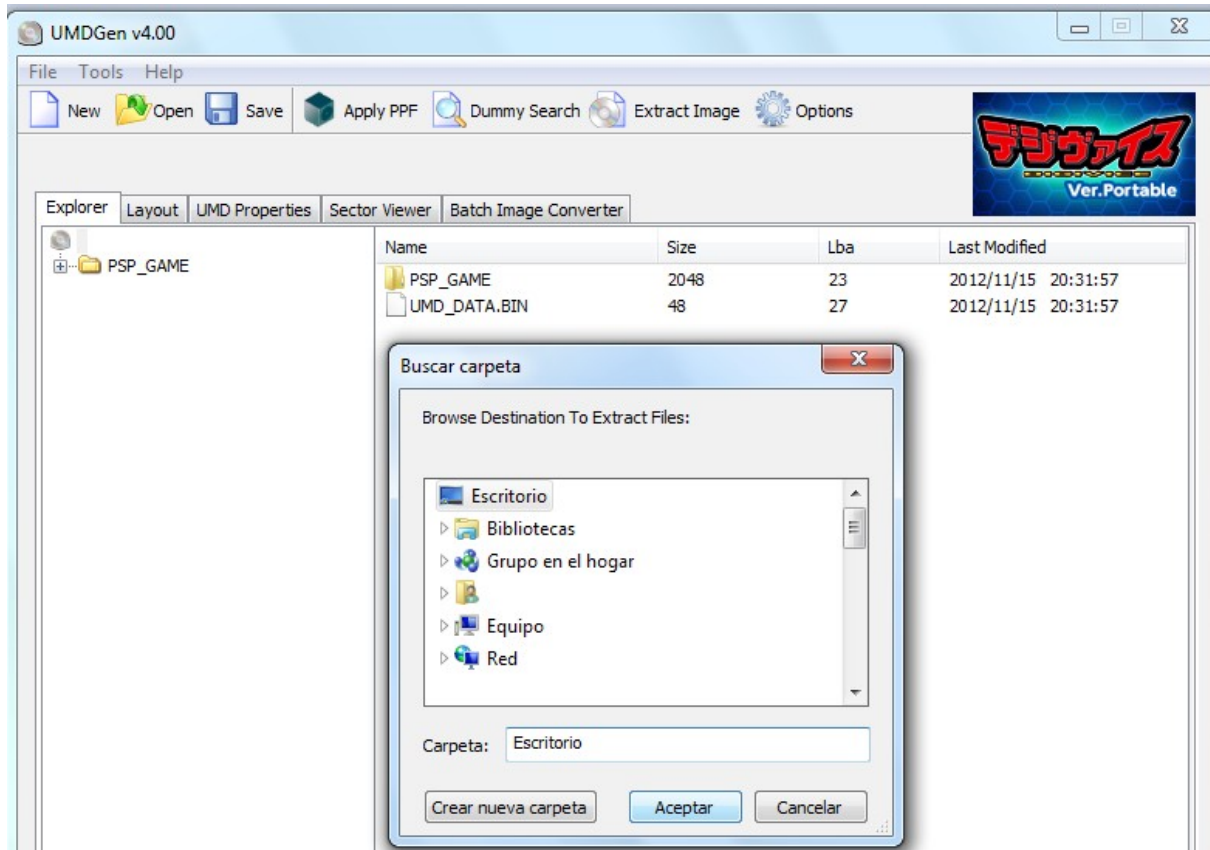 UMDGen v4.00
File Tools Help
New Open Save Apply PPF Dummy Search Extract Image Options
デジヴァイス
Ver.Portable
Explorer Layout UMD Properties Sector Viewer Batch Image Converter
PSP_GAME
Name Size Lba Last Modified
PSP_GAME 2048 23 2012/11/15 20:31:57
UMD_DATA.BIN 48 27 2012/11/15 20:31:57
Buscar carpeta
Browse Destination To Extract Files:
Escritorio
Bibliotecas
Grupo en el hogar
Equipo
Red
Carpeta: Escritorio
Crear nueva carpeta Aceptar Cancelar